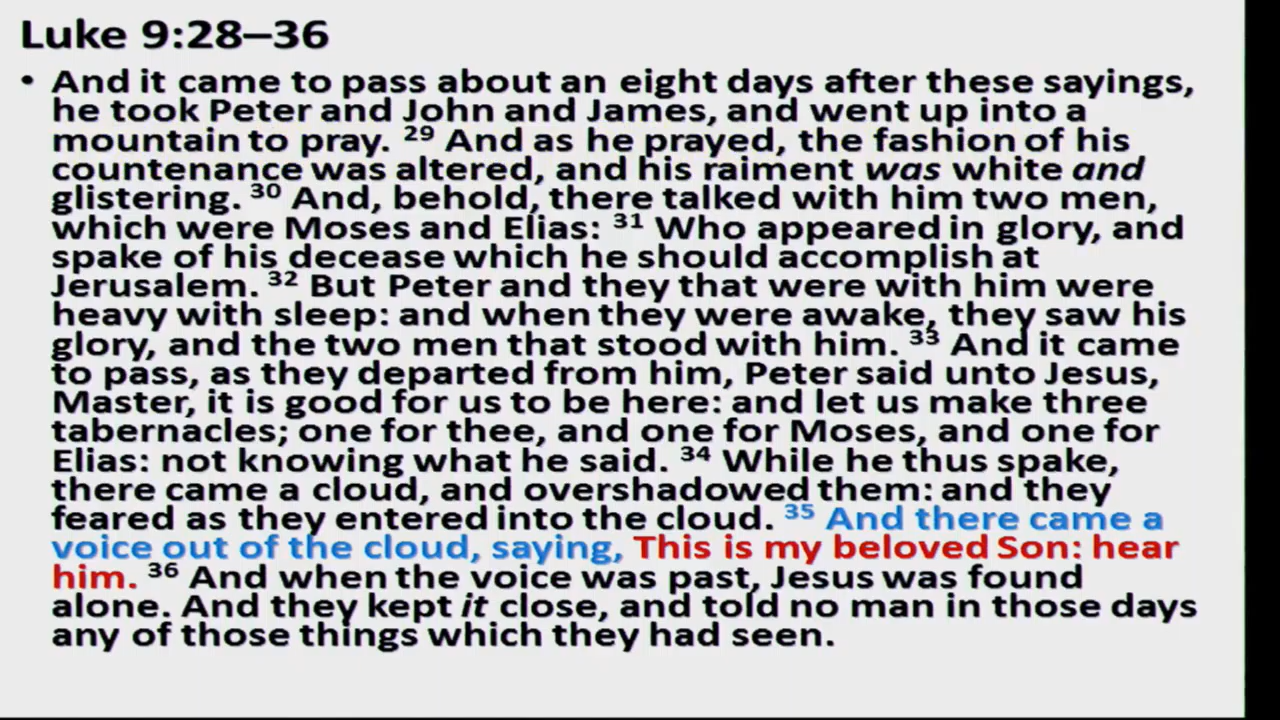 Luke 9:28–36
• And it came to pass about an eight days after these sayings,
he took Peter and John and James, and went up into a
mountain to pray. 29 And as he prayed, the fashion of his
countenance was altered, and his raiment was white and
glistering. 30 And, behold, there talked with him two men,
which were Moses and Elias: 31 Who appeared in glory, and
spake of his decease which he should accomplish at
Jerusalem. 32 But Peter and they that were with him were
heavy with sleep: and when they were awake, they saw his
glory, and the two men that stood with him. 33 And it came
to pass, as they departed from him, Peter said unto Jesus,
Master, it is good for us to be here: and let us make three
tabernacles; one for thee, and one for Moses, and one for
Elias: not knowing what he said. 34 While he thus spake,
there came a cloud, and overshadowed them: and they
feared as they entered into the cloud. 35 And there came a
voice out of the cloud, saying, This is my beloved Son: hear
him. 36 And when the voice was past, Jesus was found
alone. And they kept it close, and told no man in those days
any of those things which they had seen.